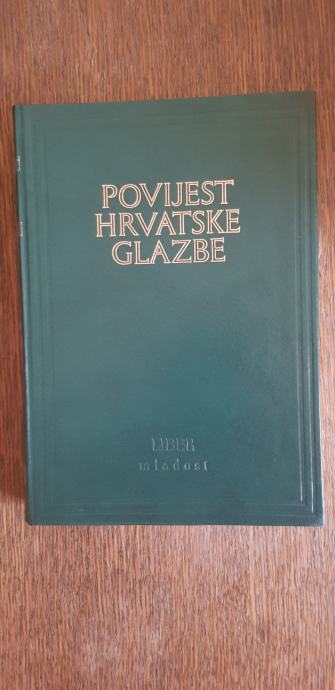 POVIJEST
HRVATSKE
GLAZBE
LIBER
mladost